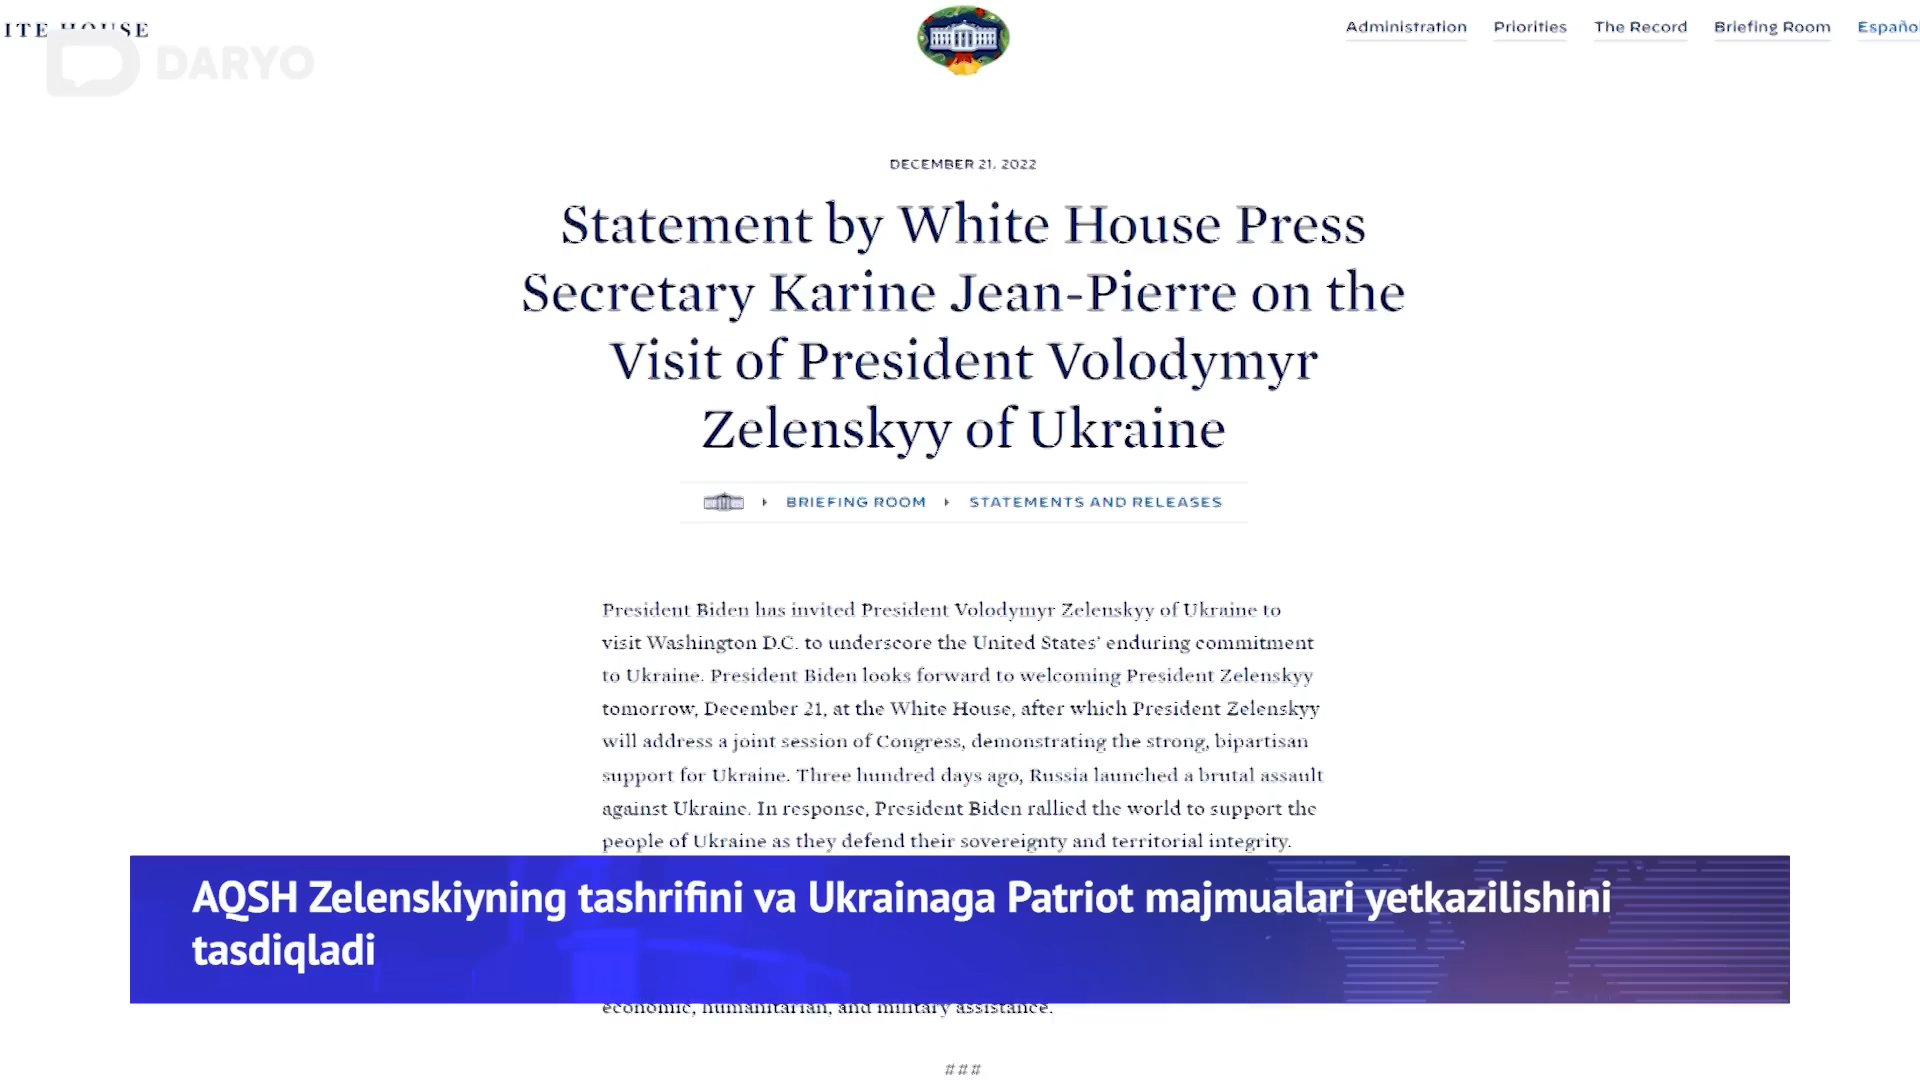 ITE HOUSE
DARYO
Administration Priorities The Record Briefing Room Españo
DECEMBER 21, 2022
Statement by White House Press
Secretary Karine Jean-Pierre on the
Visit of President Volodymyr
Zelenskyy of Ukraine
BRIEFING ROOM STATEMENTS AND RELEASES
President Biden has invited President Volodymyr Zelenskyy of Ukraine to
visit Washington D.C. to underscore the United States' enduring commitment
to Ukraine. President Biden looks forward to welcoming President Zelenskyy
tomorrow, December 21, at the White House, after which President Zelenskyy
will address a joint session of Congress, demonstrating the strong, bipartisan
support for Ukraine. Three hundred days ago, Russia launched a brutal assault
against Ukraine. In response, President Biden rallied the world to support the
people of Ukraine as they defend their sovereignty and territorial integrity.
AQSH Zelenskiyning tashrifini va Ukrainaga Patriot majmualari yetkazilishini
tasdiqladi
economic, humanitarian, and military assistance.
###